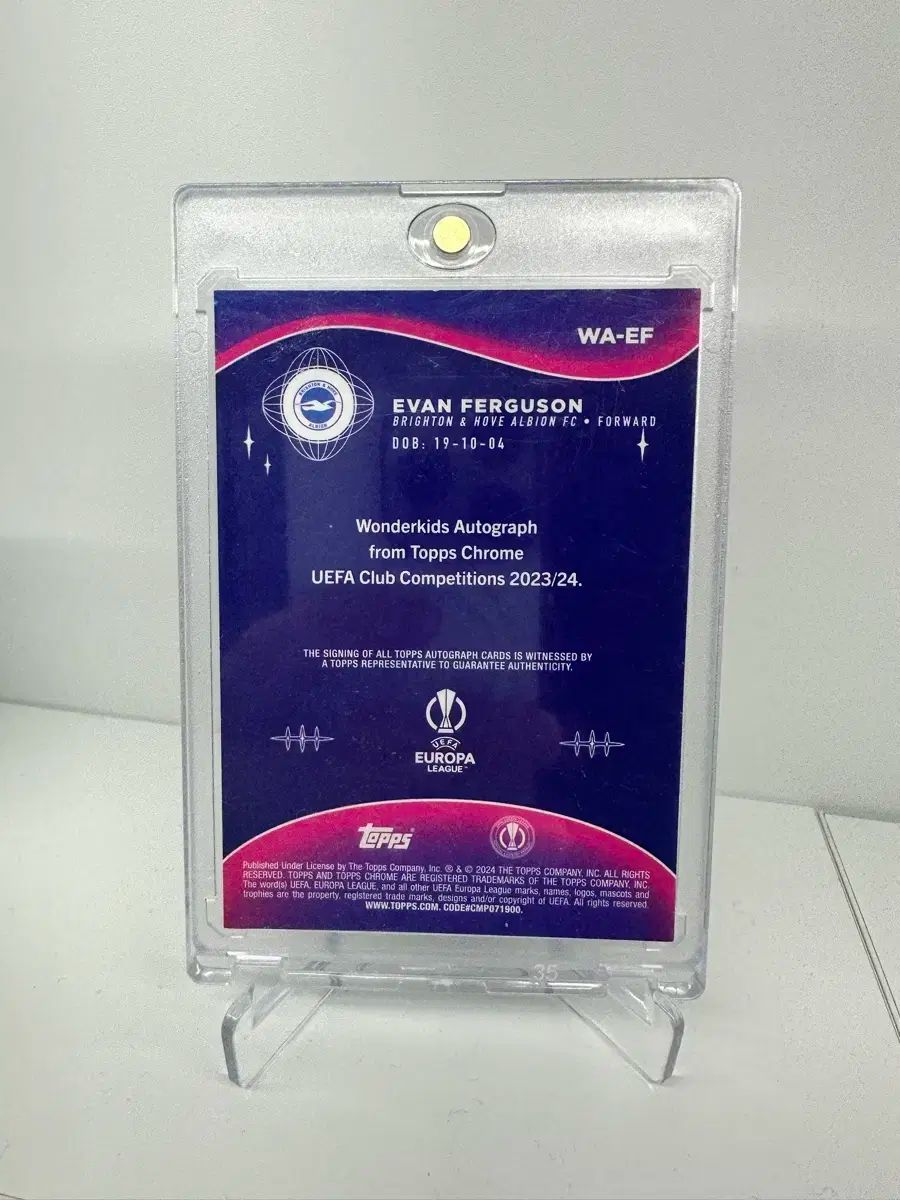 WA-EF
BRIGHTON & HOVE
ALBION
EVAN FERGUSON
BRIGHTON & HOVE ALBION FC • FORWARD
DOB: 19-10-04
Wonderkids Autograph
from Topps Chrome
UEFA Club Competitions 2023/24.
THE SIGNING OF ALL TOPPS AUTOGRAPH CARDS IS WITNESSED BY
A TOPPS REPRESENTATIVE TO GUARANTEE AUTHENTICITY.
UEFA
EUROPA
LEAGUE™
topps®
Published Under License by The Topps Company, Inc. ® & © 2024 THE TOPPS COMPANY, INC. ALL RIGHTS
RESERVED. TOPPS AND TOPPS CHROME ARE REGISTERED TRADEMARKS OF THE TOPPS COMPANY, INC.
The word(s) UEFA, EUROPA LEAGUE, and all other UEFA Europa League marks, names, logos, mascots and
trophies are the property, registered trade marks, designs and/or copyright of UEFA. All rights reserved.
WWW.TOPPS.COM. CODE#CMP071900.
35